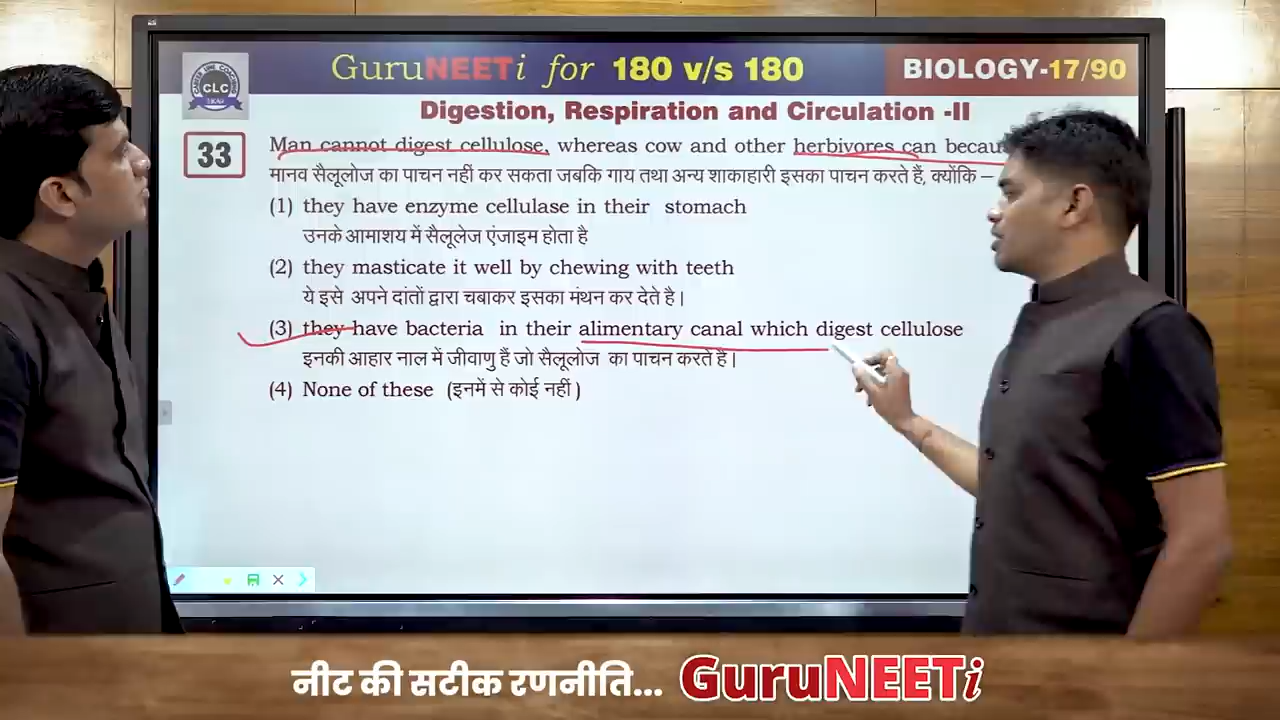 GuruNEETi for 180 v/s 180
BIOLOGY-17/90
CLC
Digestion, Respiration and Circulation -II
33
Man cannot digest cellulose, whereas cow and other herbivores can
मानव सैलूलोज का पाचन नहीं कर सकता जबकि गाय तथा अन्य शाकाहारी इसका पाचन करते हैं, क्योंकि –
(1) they have enzyme cellulase in their stomach
उनके आमाशय में सैलूलेज एंजाइम होता है
(2) they masticate it well by chewing with teeth
ये इसे अपने दांतों द्वारा चबाकर इसका मंथन कर देते है।
(3) they have bacteria in their alimentary canal which digest cellulose
इनकी आहार नाल में जीवाणु हैं जो सैलूलोज का पाचन करते है।
(4) None of these (इनमें से कोई नहीं )
नीट की सटीक रणनीति... GuruNEETi